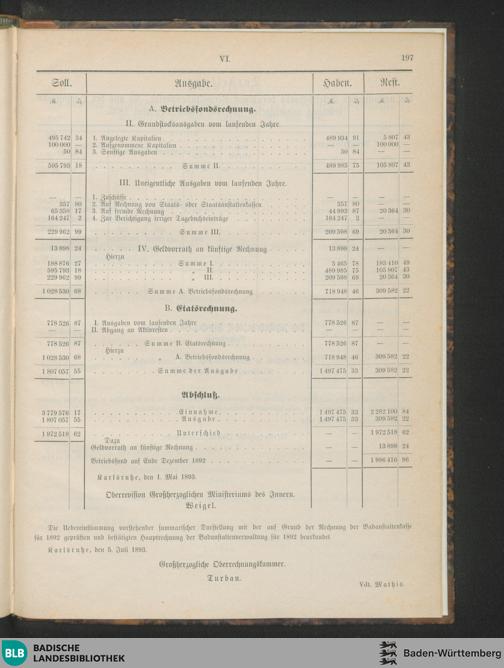 VI.
197
Soll. Ausgabe. Haben. Rest.
ℳ ₰ ℳ ₰ ℳ ₰
A. Betriebsfondsrechnung.
II. Grundstocksausgaben vom laufenden Jahre.
495 742 34 1. Angelegte Kapitalien 489 934 91 5 807 43
100 000 — 2. Aufgenommene Kapitalien — — 100 000 —
50 84 3. Sonstige Ausgaben 50 84 — —
595 793 18 Summe II. 489 985 75 105 807 43
III. Uneigentliche Ausgaben vom laufenden Jahre.
— — 1. Zuschüsse — — — —
357 80 2. Auf Rechnung von Staats- oder Staatsanstaltenkassen 357 80 — —
65 358 17 3. Auf fremde Rechnung 44 993 87 20 364 30
164 247 2 4. Zur Berichtigung irriger Tagebucheinträge 164 247 2 — —
229 962 99 Summe III. 209 598 69 20 364 30
13 898 24 IV. Geldvorrath an künftige Rechnung 13 898 24 — —
Hierzu
188 876 27 Summe I. 5 465 78 183 410 49
595 793 18 „ II. 489 985 75 105 807 43
229 962 99 „ III. 209 598 69 20 364 30
1 028 530 68 Summe A. Betriebsfondsrechnung 718 948 46 309 582 22
B. Etatsrechnung.
778 526 87 I. Ausgaben vom laufenden Jahre 778 526 87 — —
— — II. Abgang an Aktivresten — — — —
778 526 87 Summe B. Etatsrechnung 778 526 87 — —
Hierzu
1 028 530 68 „ A. Betriebsfondsrechnung 718 948 46 309 582 22
1 807 057 55 Summe der Ausgabe 1 497 475 33 309 582 22
Abschluß.
3 779 576 17 Einnahme 1 497 475 33 2 282 100 84
1 807 057 55 Ausgabe 1 497 475 33 309 582 22
1 972 518 62 Unterschied — — 1 972 518 62
Dazu
Geldvorrath an künftige Rechnung — — 13 898 24
Betriebsfond auf Ende Dezember 1892 — — 1 986 416 86
Karlsruhe, den 1. Mai 1893.
Oberrevision Großherzoglichen Ministeriums des Innern.
Weigel.
Die Uebereinstimmung vorstehender summarischer Darstellung mit der auf Grund der Rechnung der Badanstaltenkasse
für 1892 geprüften und bestätigten Hauptrechnung der Badanstaltenverwaltung für 1892 beurkundet
Karlsruhe, den 5. Juli 1893.
Großherzogliche Oberrechnungskammer.
Turban.
Vdt. Mathis.
BLB BADISCHE
LANDESBIBLIOTHEK
Baden-Württemberg